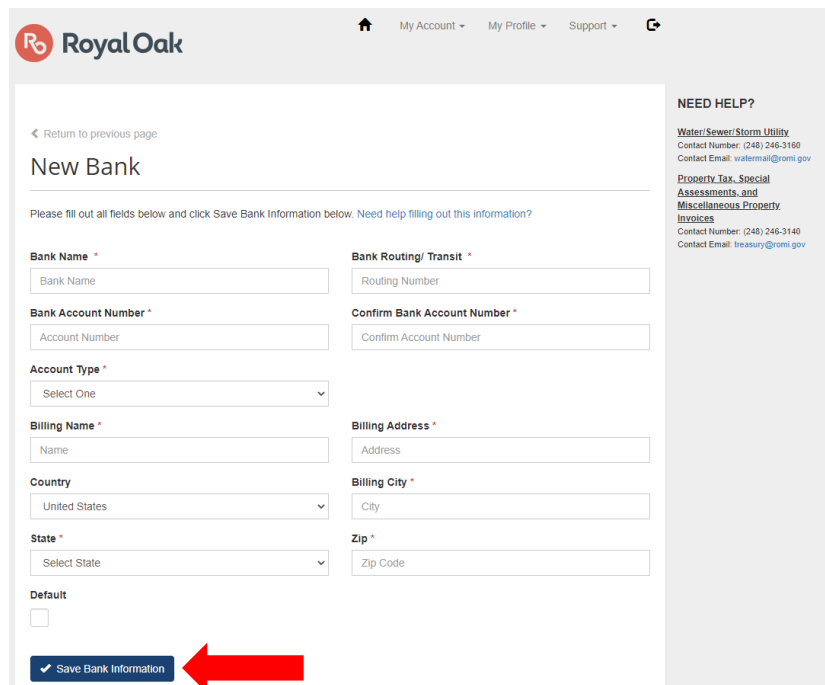 Ro Royal Oak
My Account
My Profile
Support
Return to previous page
New Bank
Please fill out all fields below and click Save Bank Information below. Need help filling out this information?
Bank Name *
Bank Routing/ Transit *
Bank Name
Routing Number
Bank Account Number *
Confirm Bank Account Number *
Account Number
Confirm Account Number
Account Type *
Select One
Billing Name *
Billing Address *
Name
Address
Country
Billing City *
United States
City
State *
Zip *
Select State
Zip Code
Default
Save Bank Information
NEED HELP?
Water/Sewer/Storm Utility
Contact Number: (248) 246-3160
Contact Email: watermail@romi.gov
Property Tax, Special
Assessments, and
Miscellaneous Property
Invoices
Contact Number: (248) 246-3140
Contact Email: treasury@romi.gov